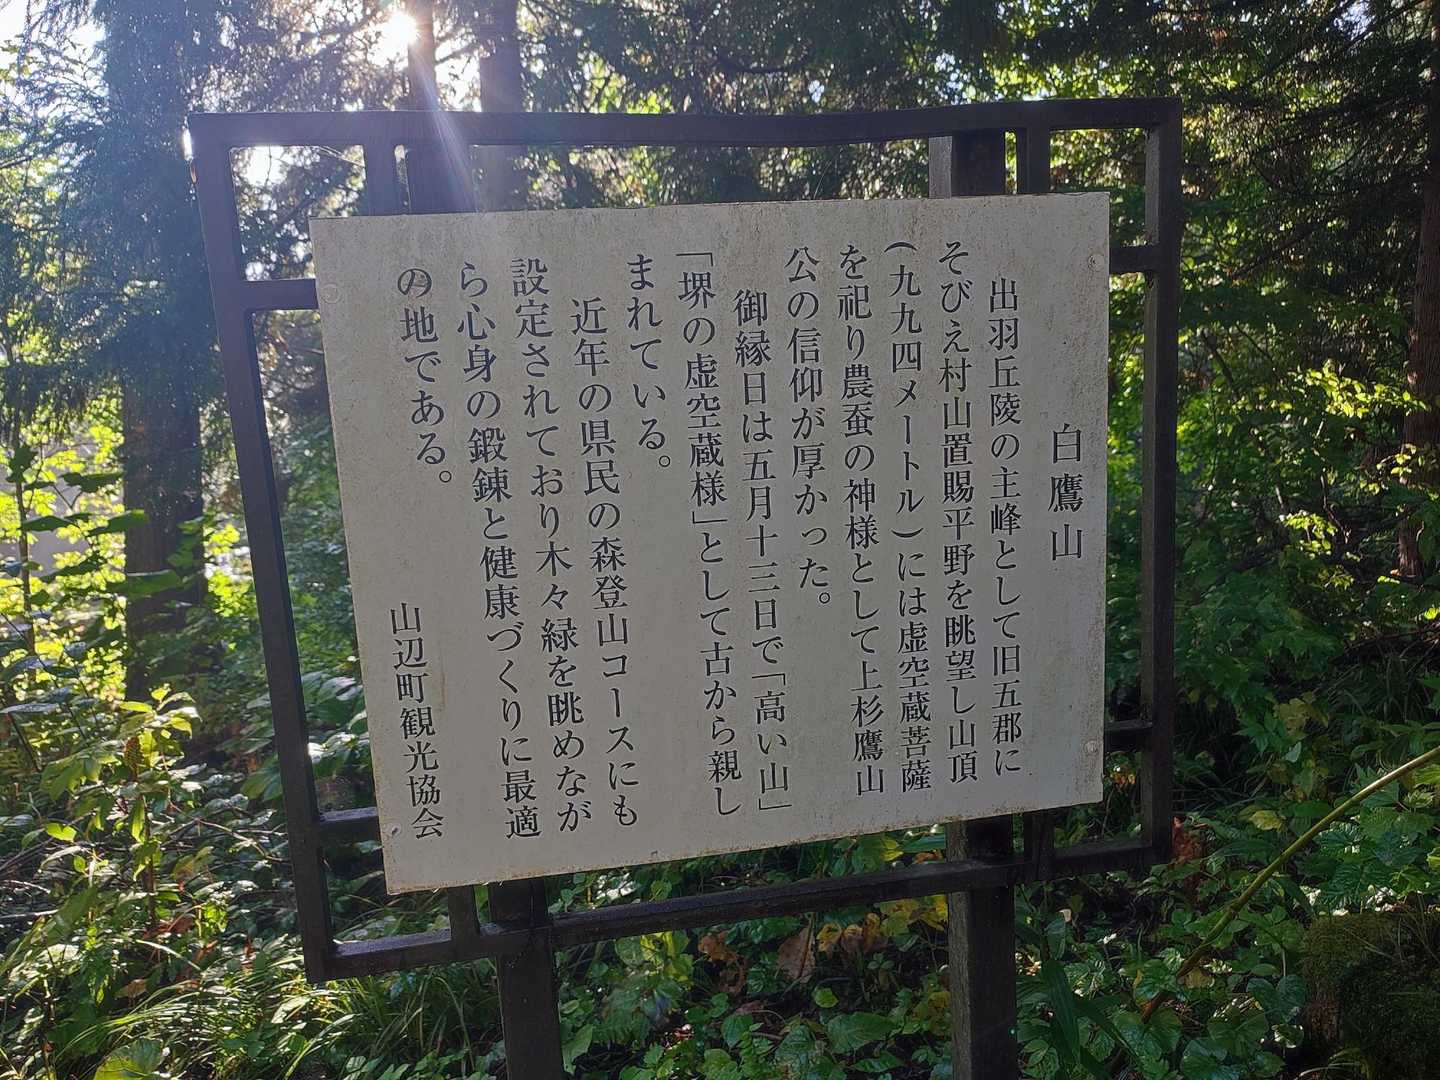 白鷹山
出羽丘陵の主峰として旧五郡に
そびえ村山置賜平野を眺望し山頂
(九九四メートル)には虚空蔵菩薩
を祀り農蚕の神様として上杉鷹山
公の信仰が厚かった。
御縁日は五月十三日で「高い山」
「堺の虚空蔵様」として古から親し
まれている。
近年の県民の森登山コースにも
設定されており木々緑を眺めなが
ら心身の鍛錬と健康づくりに最適
の地である。
山辺町観光協会